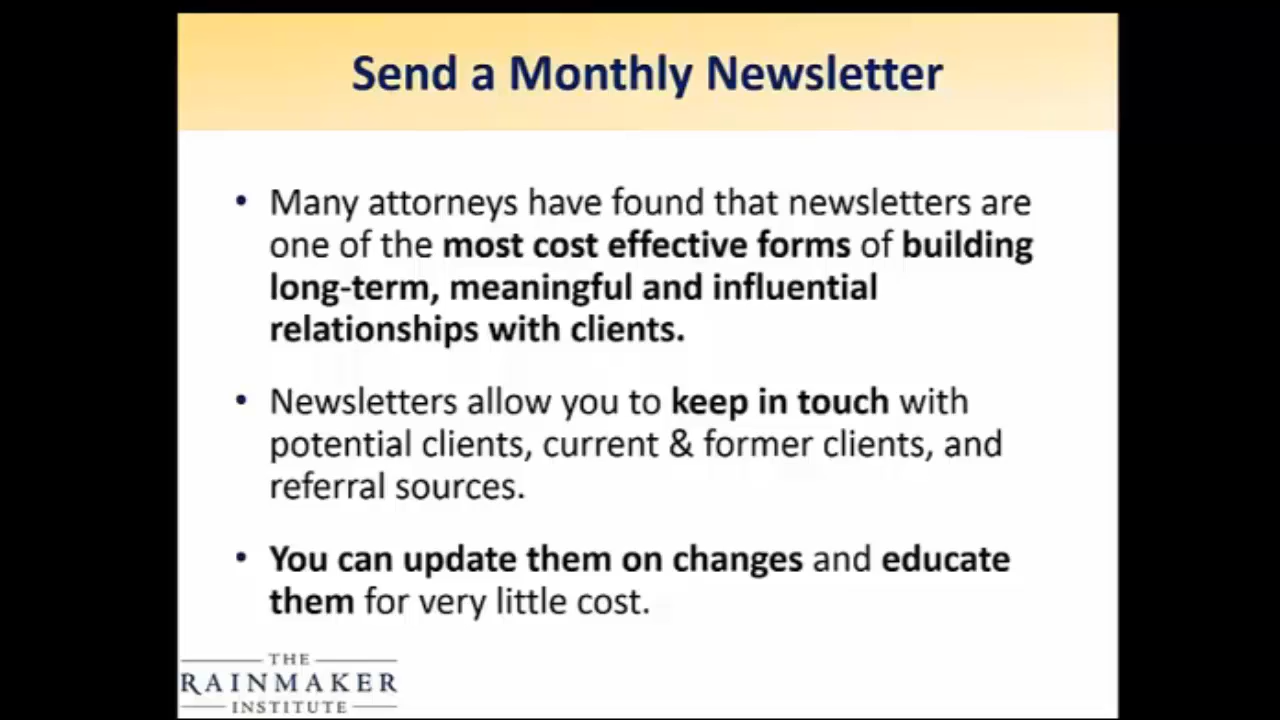 Send a Monthly Newsletter
• Many attorneys have found that newsletters are
one of the most cost effective forms of building
long-term, meaningful and influential
relationships with clients.
• Newsletters allow you to keep in touch with
potential clients, current & former clients, and
referral sources.
• You can update them on changes and educate
them for very little cost.
THE
RAINMAKER
INSTITUTE